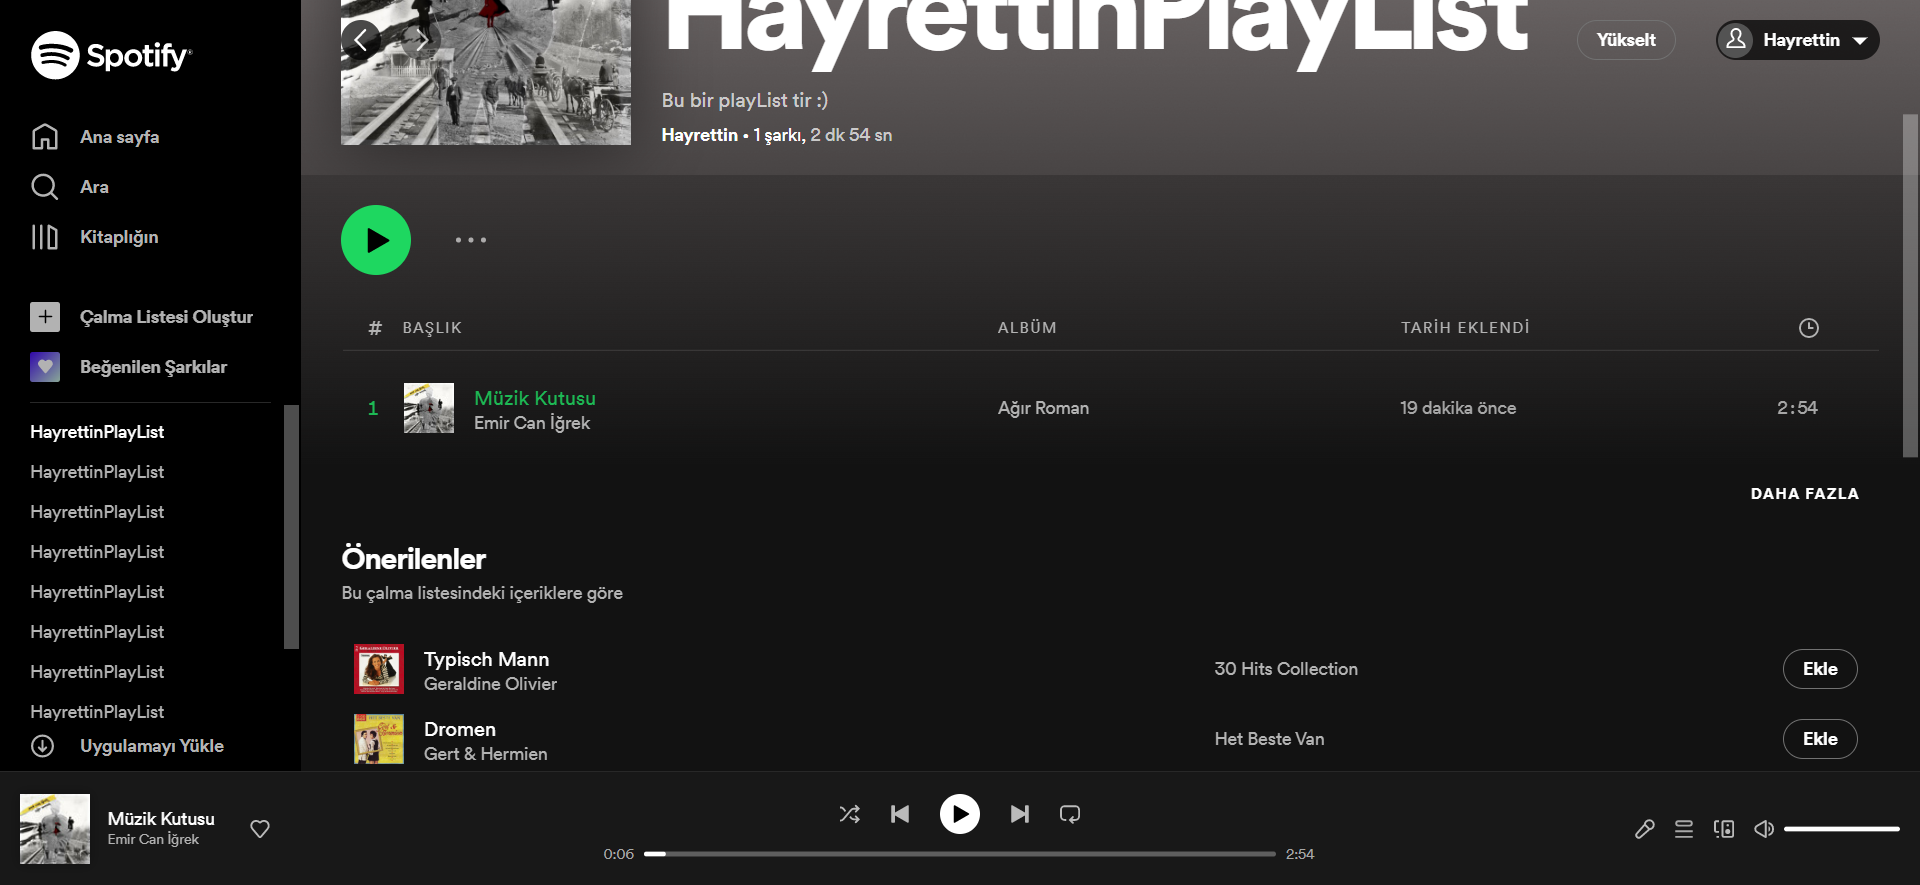 Spotify
Ana sayfa
Ara
Kitaplığın
Çalma Listesi Oluştur
Beğenilen Şarkılar
HayrettinPlayList
HayrettinPlayList
HayrettinPlayList
HayrettinPlayList
HayrettinPlayList
HayrettinPlayList
HayrettinPlayList
HayrettinPlayList
Uygulamayı Yükle
HayrettinPlayList
Yükselt
Hayrettin
Bu bir playList tir :)
Hayrettin • 1 şarkı, 2 dk 54 sn
# BAŞLIK ALBÜM TARİH EKLENDİ
1 Müzik Kutusu Ağır Roman 19 dakika önce 2:54
Emir Can İğrek
DAHA FAZLA
Önerilenler
Bu çalma listesindeki içeriklere göre
Typisch Mann 30 Hits Collection Ekle
Geraldine Olivier
Dromen Het Beste Van Ekle
Gert & Hermien
Müzik Kutusu
Emir Can İğrek
0:06 2:54